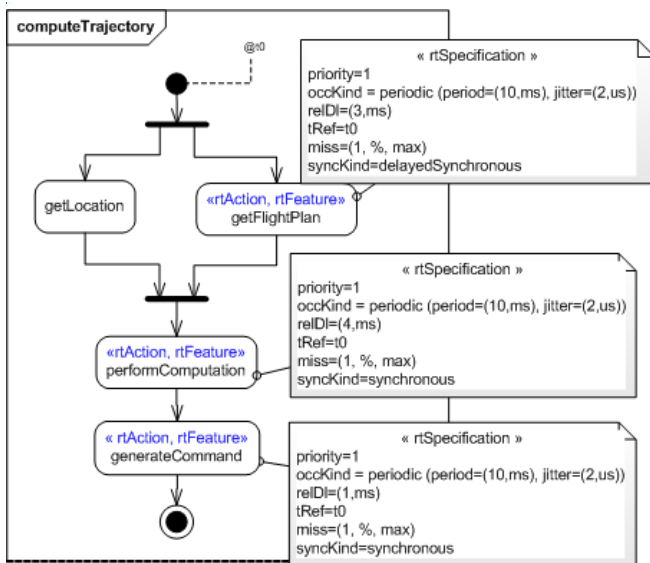 computeTrajectory
@t0
« rtSpecification »
priority=1
occKind = periodic (period=(10,ms), jitter=(2,us))
relDl=(3,ms)
tRef=t0
miss=(1, %, max)
syncKind=delayedSynchronous
getLocation
«rtAction, rtFeature»
getFlightPlan
« rtSpecification »
priority=1
occKind = periodic (period=(10,ms), jitter=(2,us))
relDl=(4,ms)
tRef=t0
miss=(1, %, max)
syncKind=synchronous
«rtAction, rtFeature»
performComputation
« rtAction, rtFeature»
generateCommand
« rtSpecification »
priority=1
occKind = periodic (period=(10,ms), jitter=(2,us))
relDl=(1,ms)
tRef=t0
miss=(1, %, max)
syncKind=synchronous